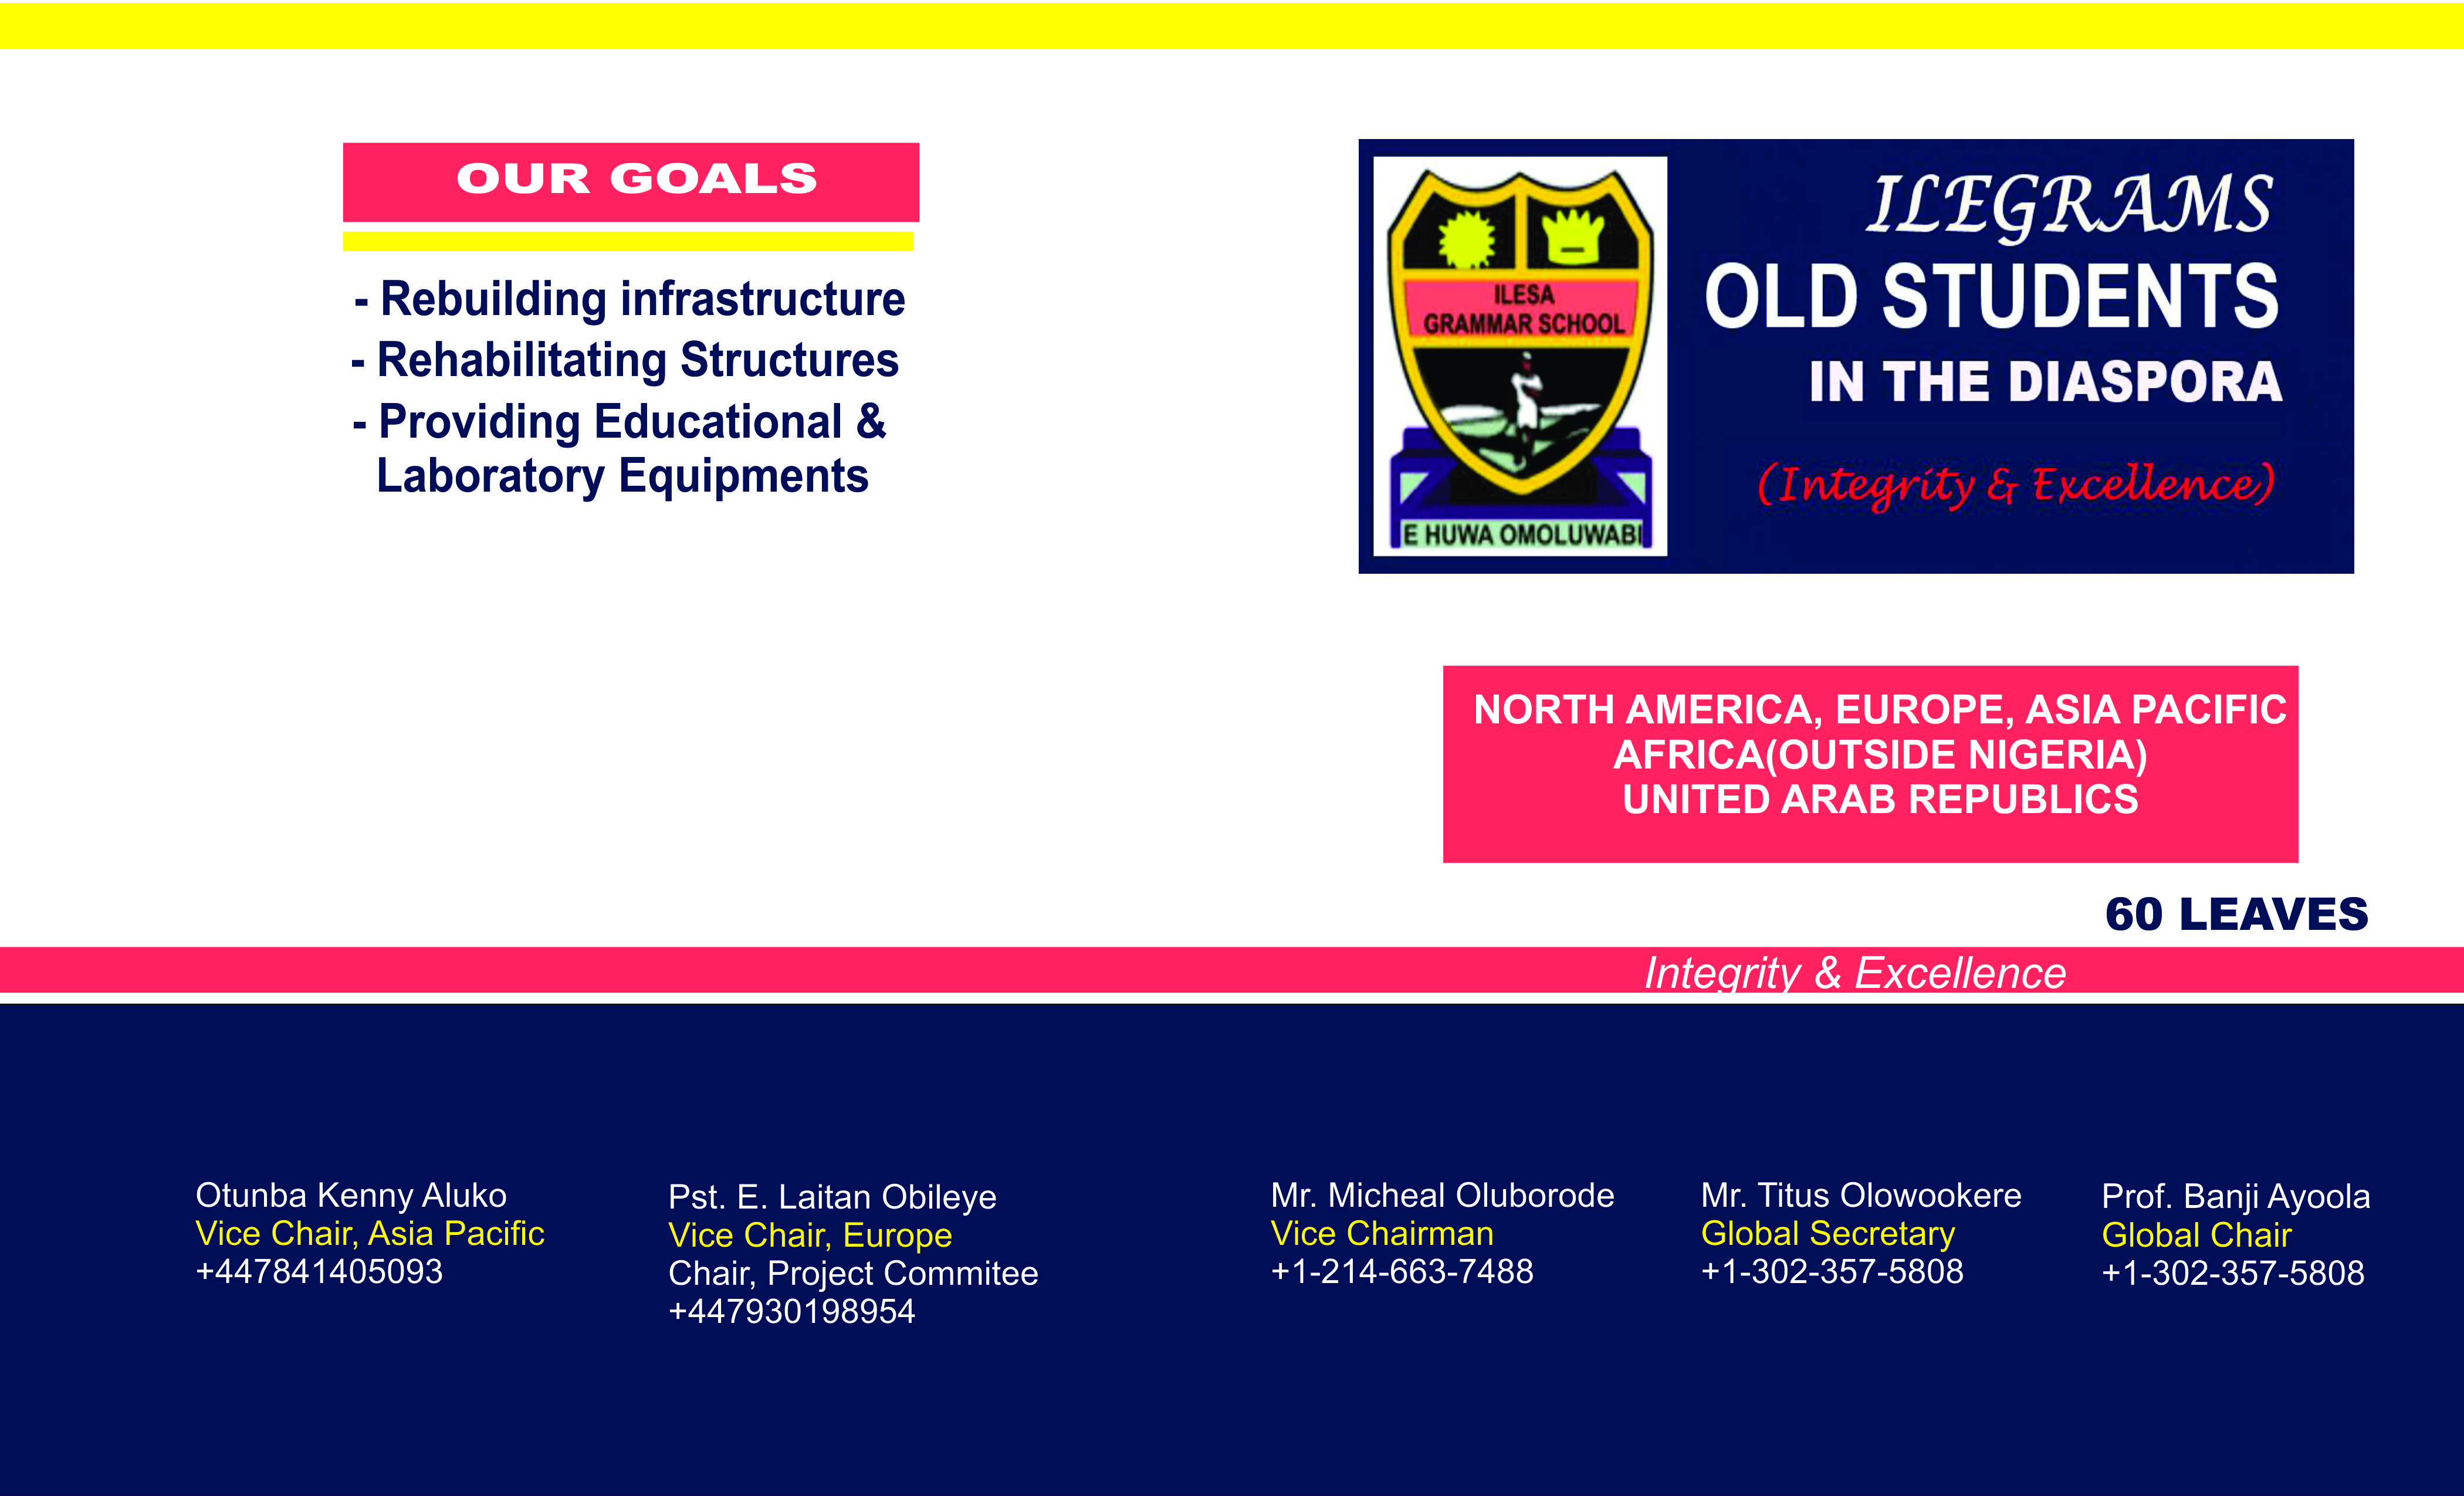 OUR GOALS
- Rebuilding infrastructure
- Rehabilitating Structures
- Providing Educational &
Laboratory Equipments
ILESA
GRAMMAR SCHOOL
E HUWA OMOLUWABI
ILEGRAMS
OLD STUDENTS
IN THE DIASPORA
(Integrity & Excellence)
NORTH AMERICA, EUROPE, ASIA PACIFIC
AFRICA(OUTSIDE NIGERIA)
UNITED ARAB REPUBLICS
60 LEAVES
Integrity & Excellence
Otunba Kenny Aluko
Vice Chair, Asia Pacific
+447841405093
Pst. E. Laitan Obileye
Vice Chair, Europe
Chair, Project Commitee
+447930198954
Mr. Micheal Oluborode
Vice Chairman
+1-214-663-7488
Mr. Titus Olowookere
Global Secretary
+1-302-357-5808
Prof. Banji Ayoola
Global Chair
+1-302-357-5808